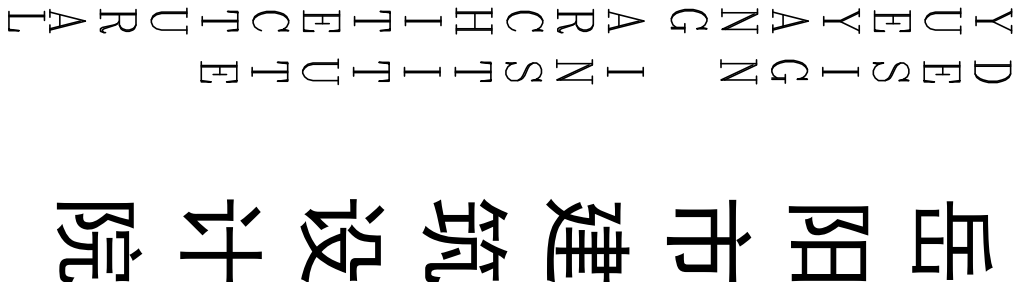 YUEYANG ARCHITECTURAL
DESIGN INSTITUTE
岳阳市建筑设计院